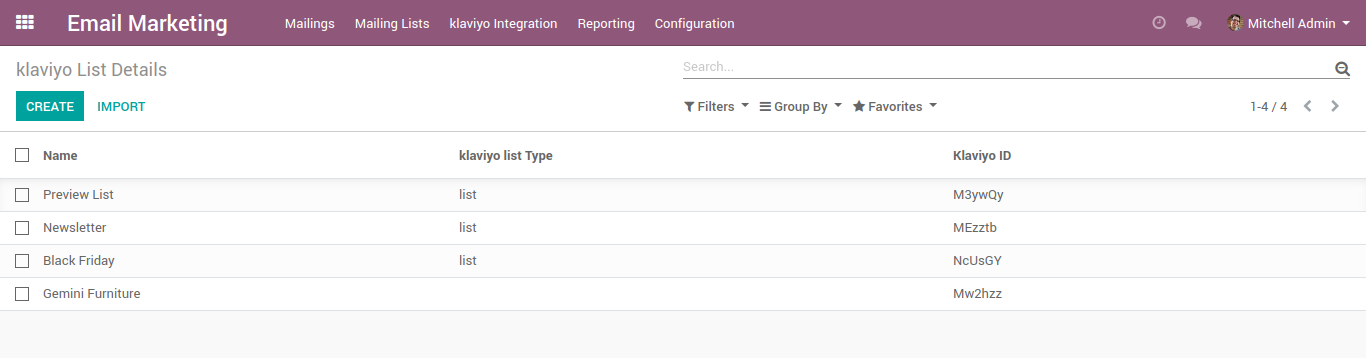 Email Marketing Mailings Mailing Lists klaviyo Integration Reporting Configuration Mitchell Admin
klaviyo List Details Search...
CREATE IMPORT Filters Group By Favorites 1-4 / 4
Name klaviyo list Type Klaviyo ID
Preview List list M3ywQy
Newsletter list MEzztb
Black Friday list NcUsGY
Gemini Furniture Mw2hzz